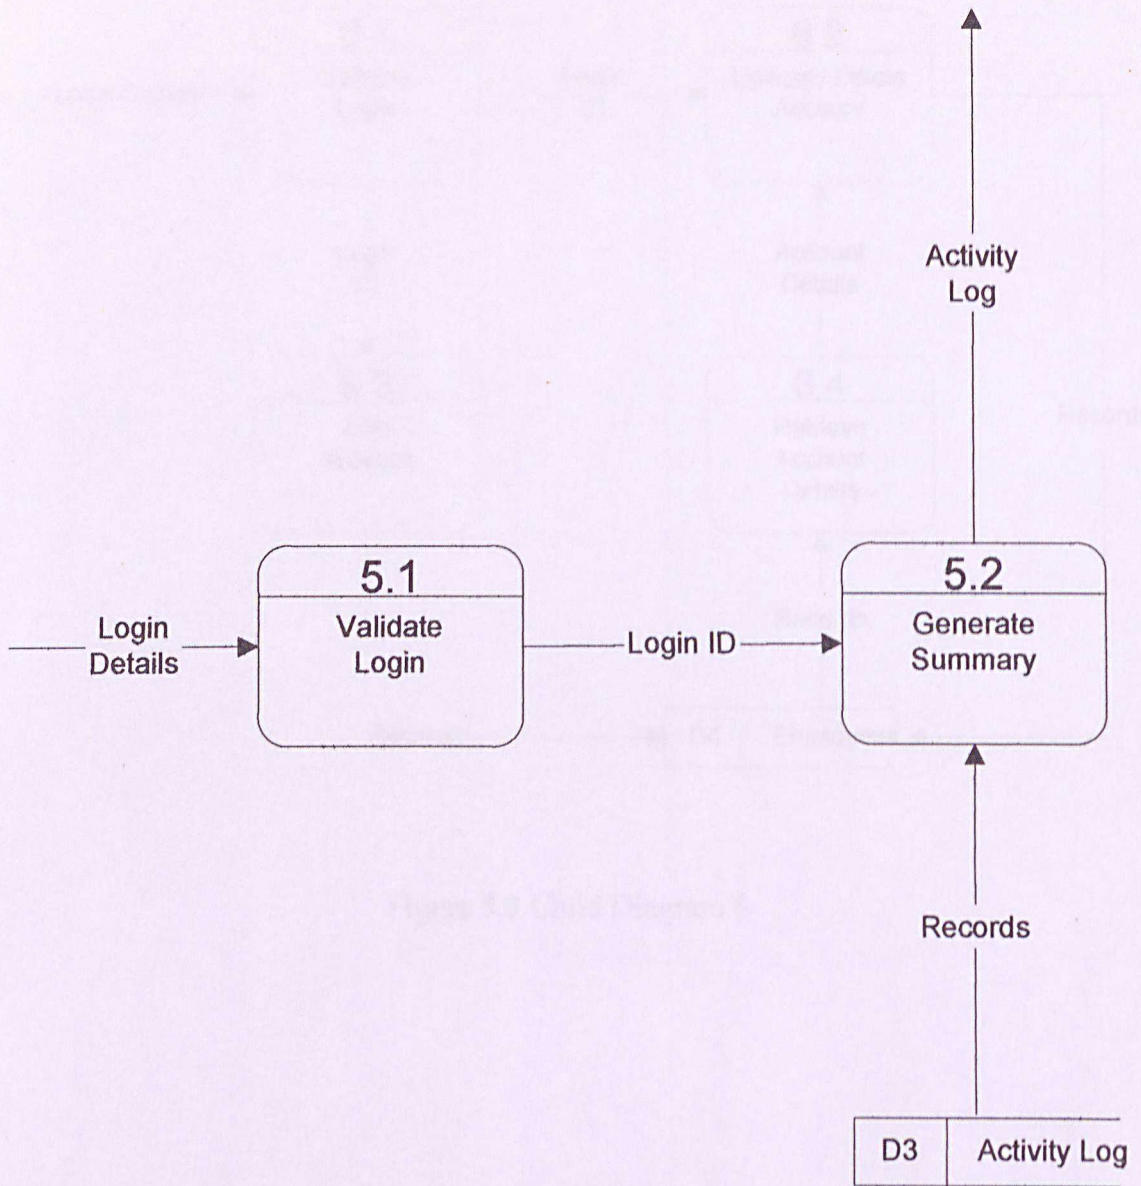 Activity
Log
5.1
Validate
Login
5.2
Generate
Summary
Login
Details
Login ID
Records
D3
Activity Log